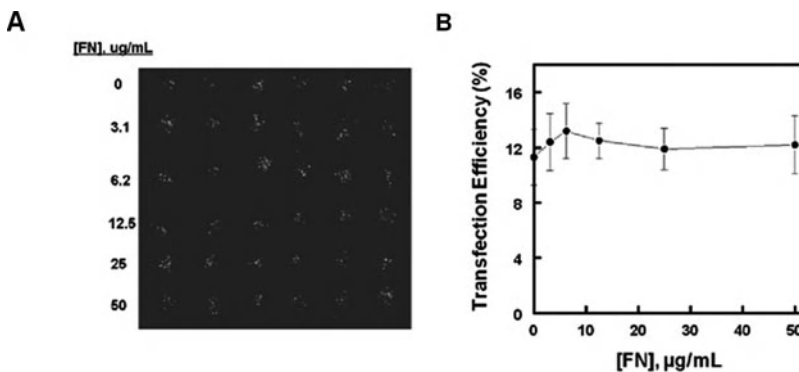 A
[FN], ug/mL
0
3.1
6.2
12.5
25
50
B
Transfection Efficiency (%)
16
12
8
4
0
0 10 20 30 40 50
[FN], µg/mL